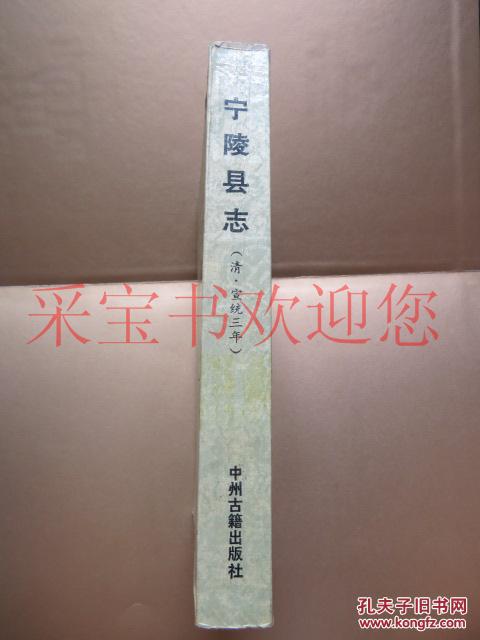 宁陵县志
（清·宣统三年）
中州古籍出版社
采宝书欢迎您
孔夫子旧书网
www.kongfz.com